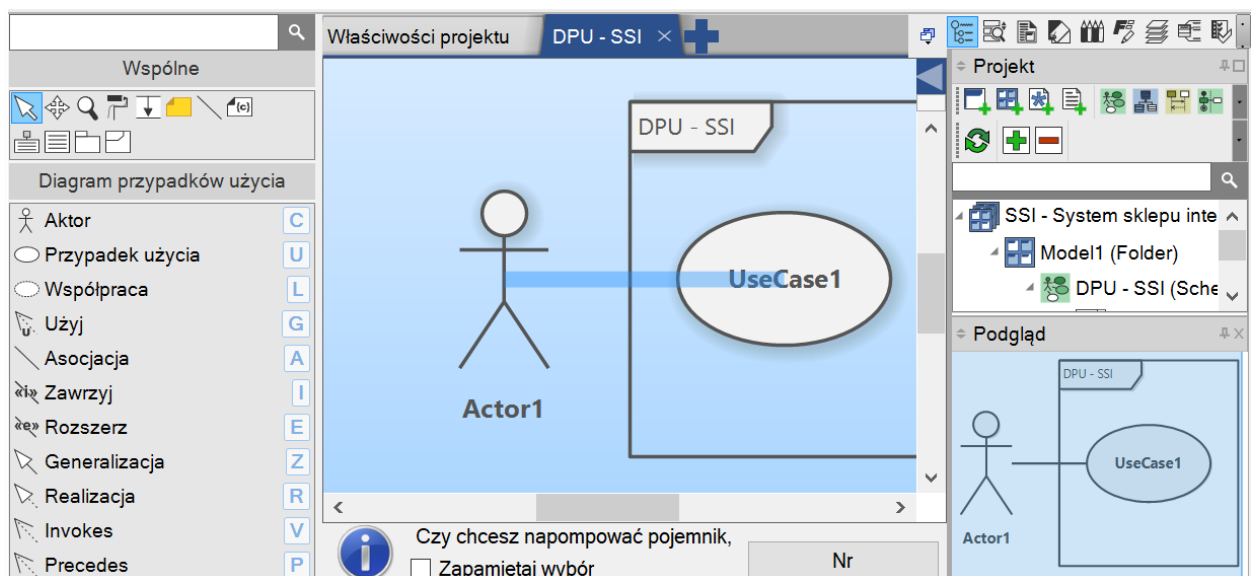 Wspólne
Diagram przypadków użycia
Aktor C
Przypadek użycia U
Współpraca L
Użyj G
Asocjacja A
«i» Zawrzyj I
«e» Rozszerz E
Generalizacja Z
Realizacja R
Invokes V
Precedes P
Właściwości projektu
DPU - SSI
DPU - SSI
UseCase1
Actor1
Czy chcesz napompować pojemnik,
Zapamiętaj wybór
Nr
Projekt
SSI - System sklepu inte
Model1 (Folder)
DPU - SSI (Sche
Podgląd
DPU - SSI
UseCase1
Actor1